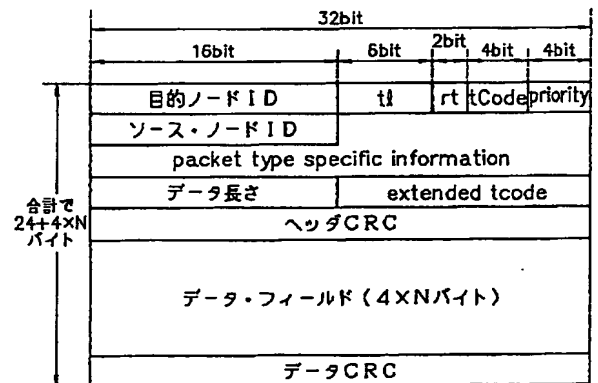 32bit
16bit 6bit 2bit 4bit 4bit
目的ノードID tℓ rt tCode priority
ソース・ノードID
packet type specific information
データ長さ extended tcode
合計で
24+4×N
バイト
ヘッダCRC
データ・フィールド(4×Nバイト)
データCRC